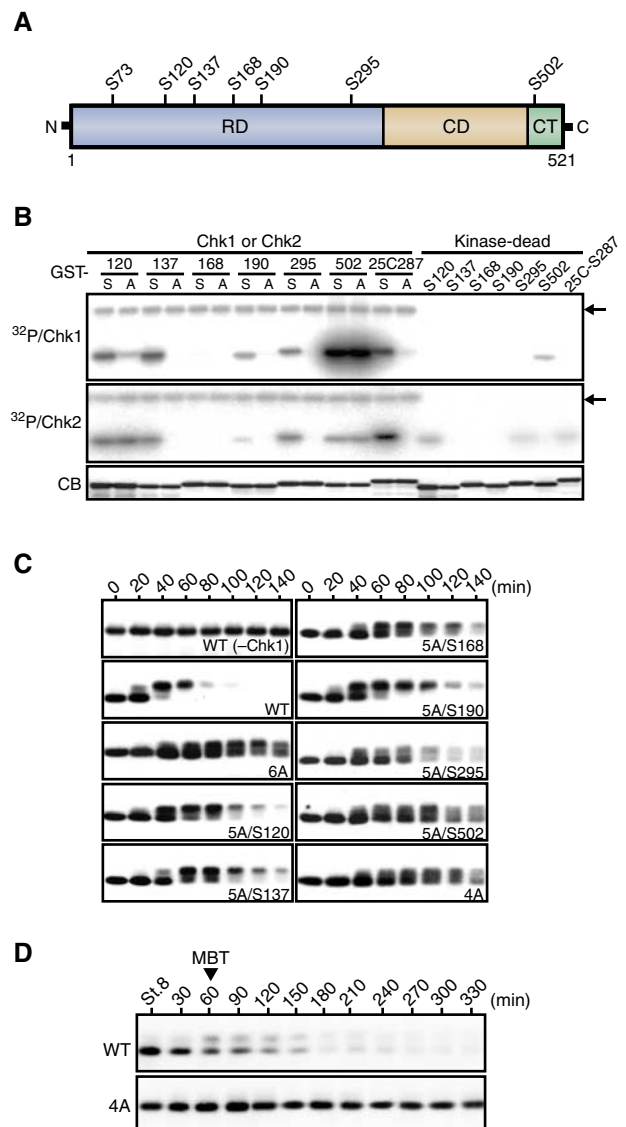 A
S73 S120 S137 S168 S190 S295 S502
N RD CD CT C
1 521
B
Chk1 or Chk2 Kinase-dead
GST- 120 137 168 190 295 502 25C287 S120 S137 S168 S190 S295 S502 25C-S287
S A S A S A S A S A S A S A
32P/Chk1
32P/Chk2
CB
C
0 20 40 60 80 100 120 140 0 20 40 60 80 100 120 140 (min)
WT (–Chk1) 5A/S168
WT 5A/S190
6A 5A/S295
5A/S120 5A/S502
5A/S137 4A
D
MBT
St.8 30 60 90 120 150 180 210 240 270 300 330 (min)
WT
4A